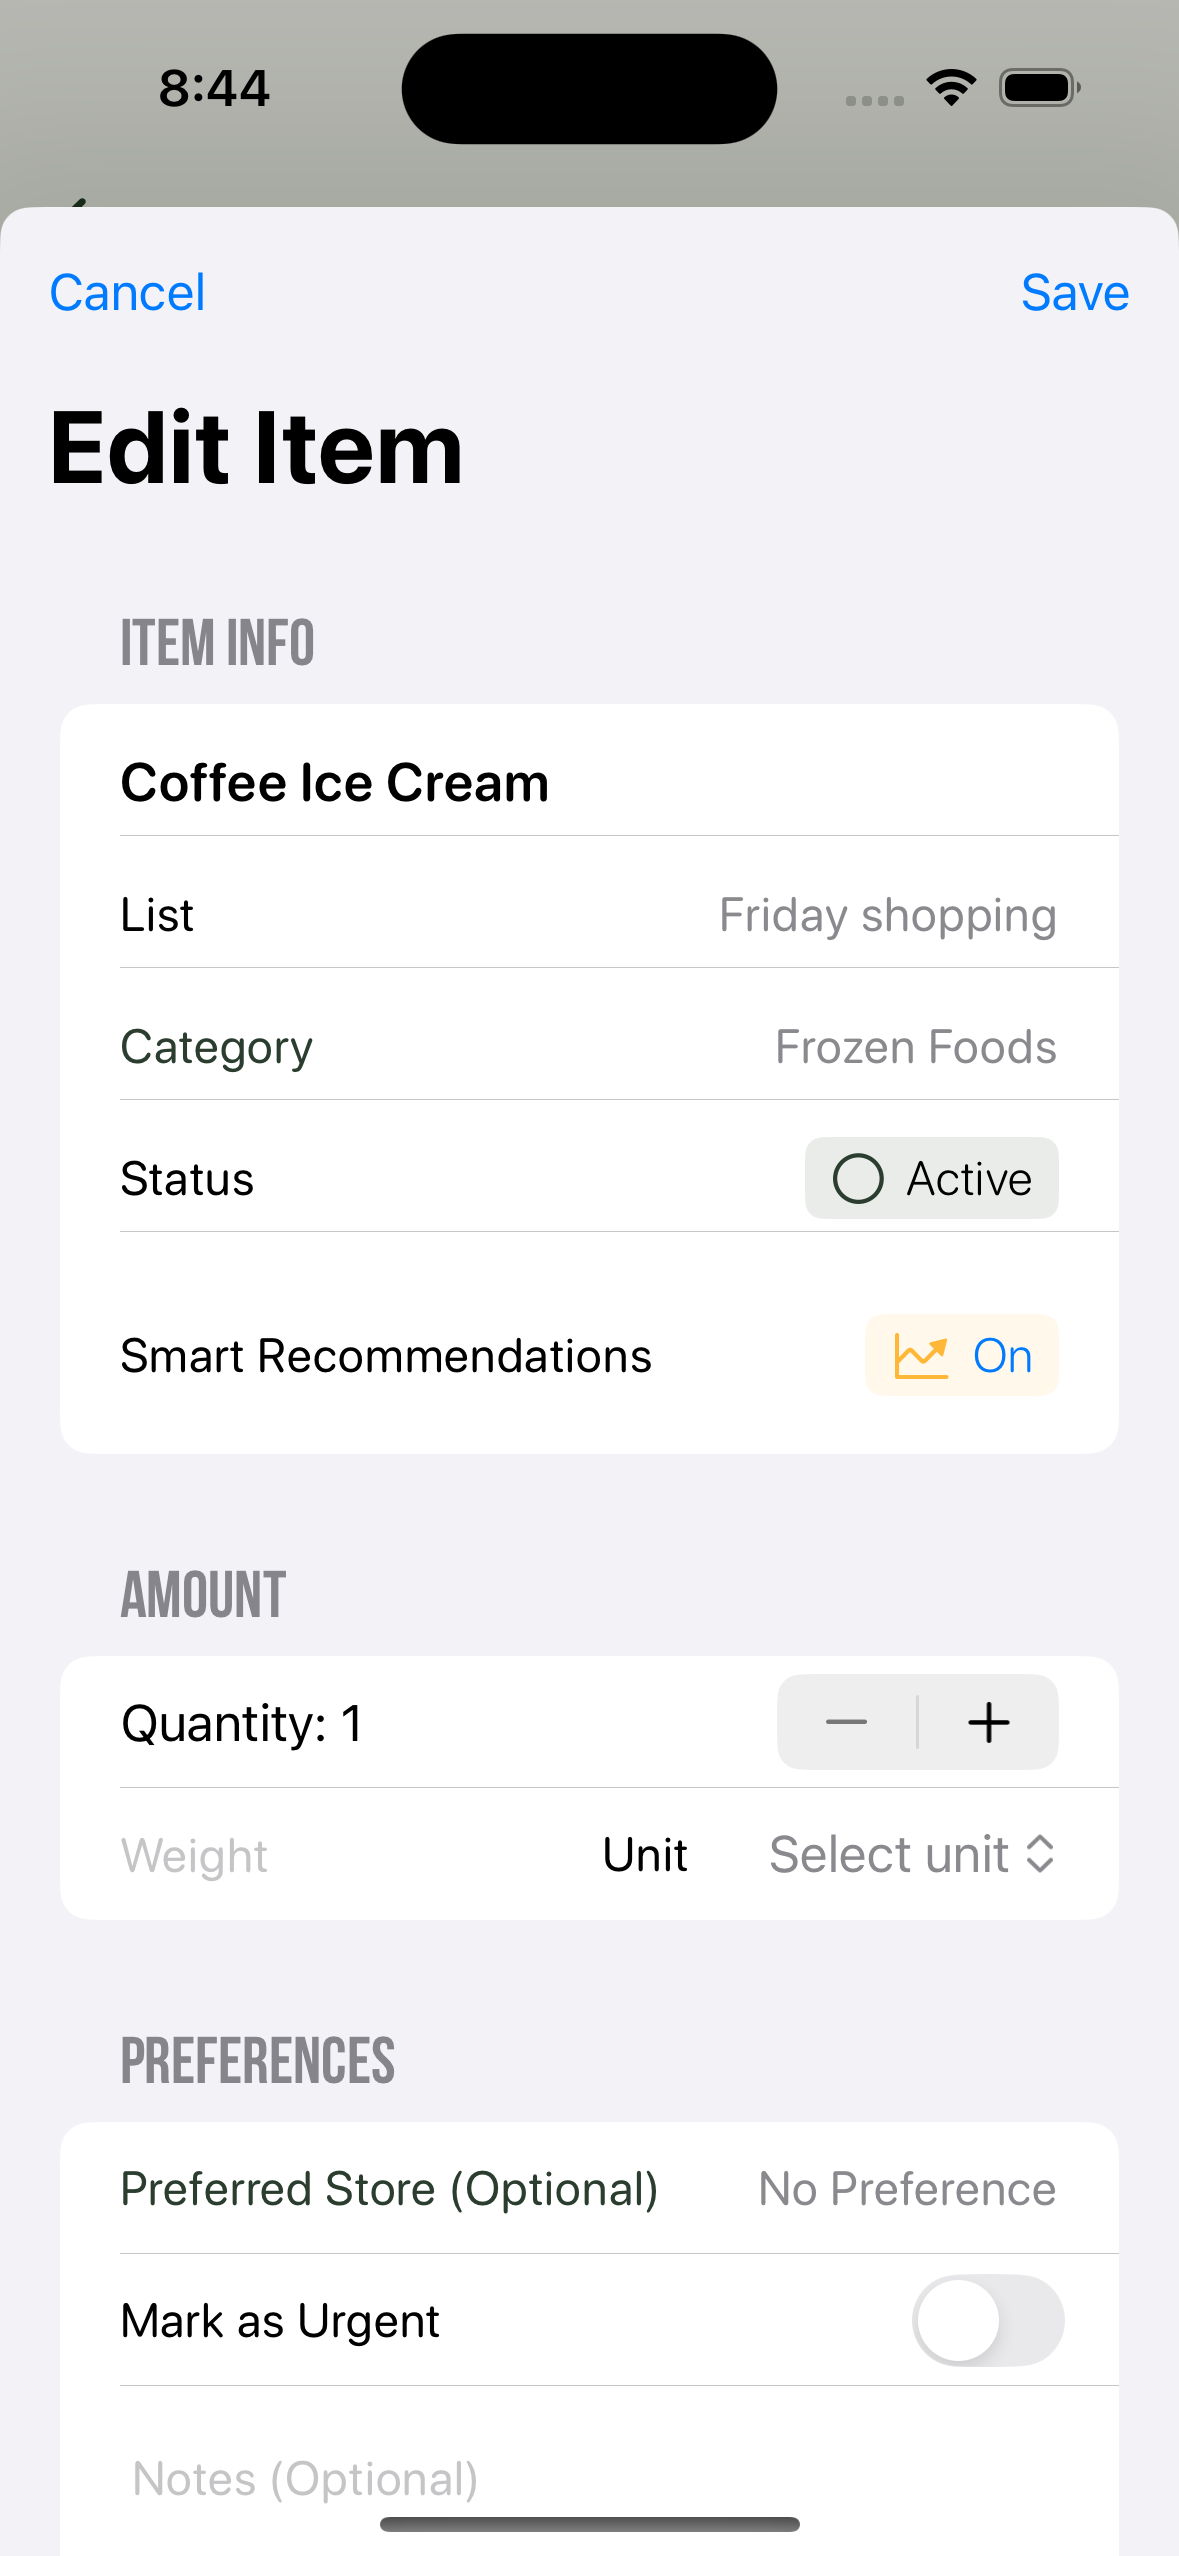 8:44
Cancel Save
Edit Item
ITEM INFO
Coffee Ice Cream
List Friday shopping
Category Frozen Foods
Status Active
Smart Recommendations On
AMOUNT
Quantity: 1
Weight Unit Select unit
PREFERENCES
Preferred Store (Optional) No Preference
Mark as Urgent
Notes (Optional)